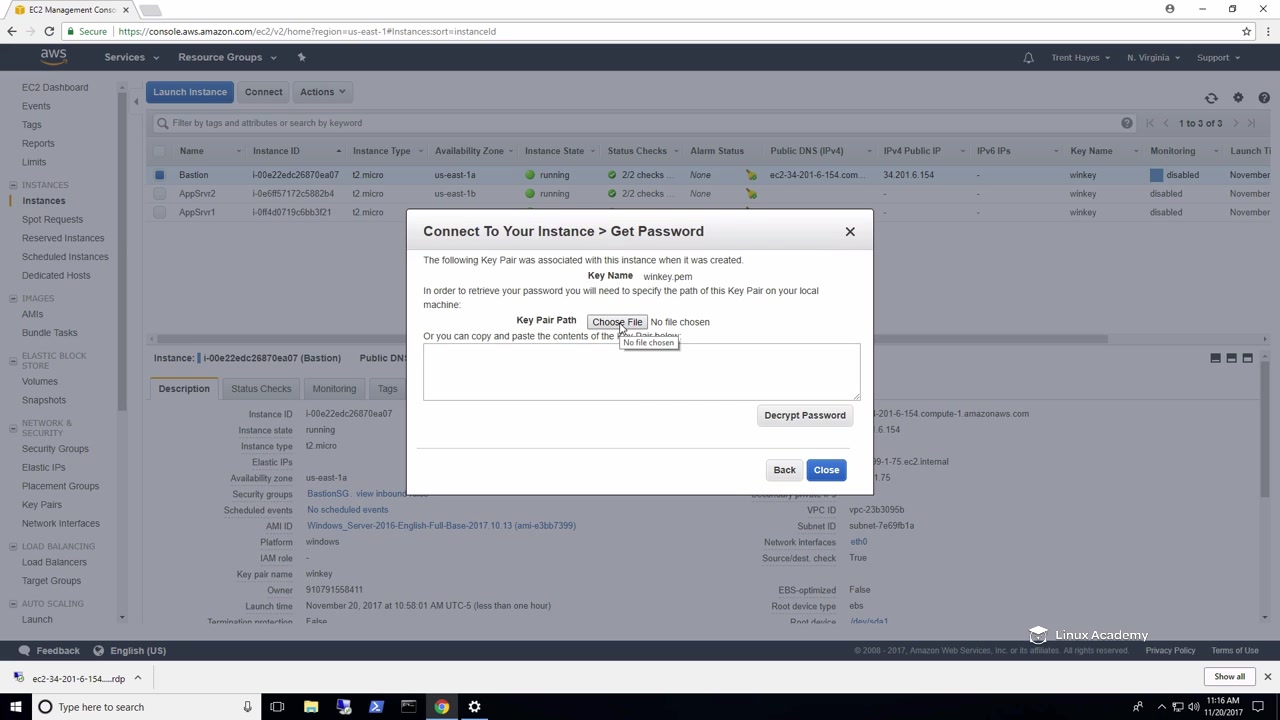 EC2 Management Con
Secure https://console.aws.amazon.com/ec2/v2/home?region=us-east-1#Instances:sort=instanceId
aws Services Resource Groups Trent Hayes N. Virginia Support
EC2 Dashboard
Events
Tags
Reports
Limits
INSTANCES
Instances
Spot Requests
Reserved Instances
Scheduled Instances
Dedicated Hosts
IMAGES
AMIs
Bundle Tasks
ELASTIC BLOCK
STORE
Volumes
Snapshots
NETWORK &
SECURITY
Security Groups
Elastic IPs
Placement Groups
Key Pairs
Network Interfaces
LOAD BALANCING
Load Balancers
Target Groups
AUTO SCALING
Launch
Launch Instance Connect Actions
Filter by tags and attributes or search by keyword 1 to 3 of 3
Name Instance ID Instance Type Availability Zone Instance State Status Checks Alarm Status Public DNS (IPv4) IPv4 Public IP IPv6 IPs Key Name Monitoring Launch Ti
Bastion i-00e22edc26870ea07 t2.micro us-east-1a running 2/2 checks ... None ec2-34-201-6-154.com... 34.201.6.154 - winkey disabled November
AppSrvr2 i-0e6ff57172c5882b4 t2.micro us-east-1b running 2/2 checks ... None - - winkey disabled November
AppSrvr1 i-0ff4d0719c6bb3f21 t2.micro - - winkey disabled November
Connect To Your Instance > Get Password
The following Key Pair was associated with this instance when it was created.
Key Name winkey.pem
In order to retrieve your password you will need to specify the path of this Key Pair on your local
machine:
Key Pair Path Choose File No file chosen
Or you can copy and paste the contents of the Key Pair below:
No file chosen
Decrypt Password
Back Close
Instance: i-00e22edc26870ea07 (Bastion) Public DNS
Description Status Checks Monitoring Tags
Instance ID i-00e22edc26870ea07
Instance state running
Instance type t2.micro
Elastic IPs
Availability zone us-east-1a
Security groups BastionSG . view inbound
Scheduled events No scheduled events
AMI ID Windows_Server-2016-English-Full-Base-2017.10.13 (ami-e3bb7399)
Platform windows
IAM role -
Key pair name winkey
Owner 910791558411
Launch time November 20, 2017 at 10:58:01 AM UTC-5 (less than one hour)
Termination protection False
-34-201-6-154.compute-1.amazonaws.com
.6.154
99-1-75.ec2.internal
1.75
VPC ID vpc-23b3095b
Subnet ID subnet-7e69fb1a
Network interfaces eth0
Source/dest. check True
EBS-optimized False
Root device type ebs
Root device /dev/sda1
Linux Academy
Feedback English (US) © 2008 - 2017, Amazon Web Services, Inc. or its affiliates. All rights reserved. Privacy Policy Terms of Use
ec2-34-201-6-154.....rdp Show all
Type here to search 11:16 AM
11/20/2017